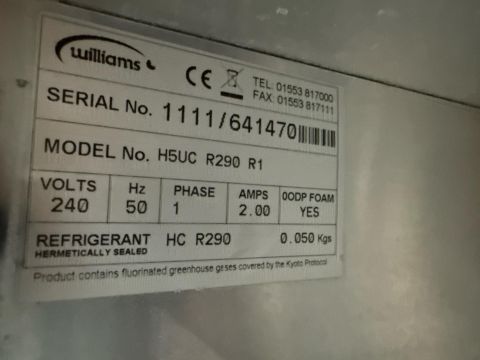 williams
CE
TEL: 01553 817000
FAX: 01553 817111
SERIAL No. 1111/641470
MODEL No. H5UC R290 R1
VOLTS Hz PHASE AMPS 0ODP FOAM
240 50 1 2.00 YES
REFRIGERANT HC R290 0.050 Kgs
HERMETICALLY SEALED
Product contains fluorinated greenhouse gases covered by the Kyoto Protocol